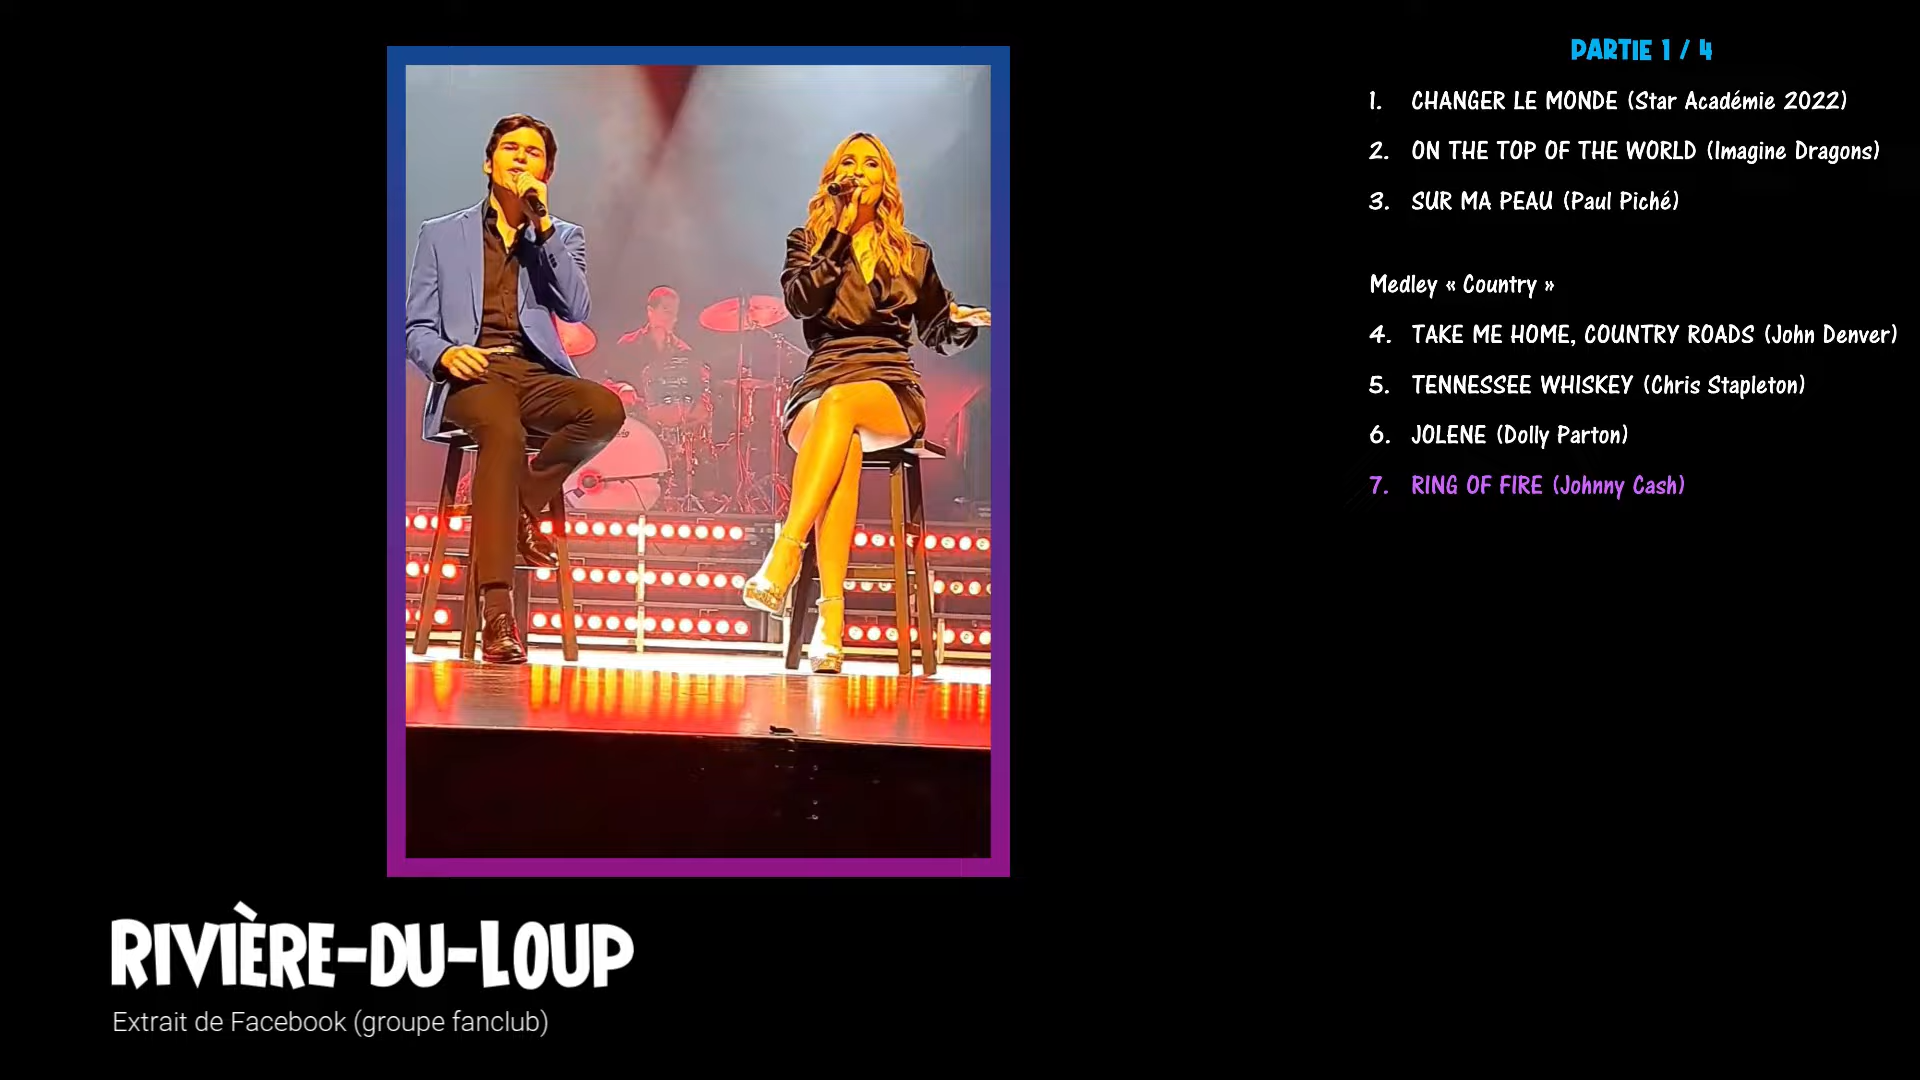 PARTIE 1 / 4
1. CHANGER LE MONDE (Star Académie 2022)
2. ON THE TOP OF THE WORLD (Imagine Dragons)
3. SUR MA PEAU (Paul Piché)
Medley « Country »
4. TAKE ME HOME, COUNTRY ROADS (John Denver)
5. TENNESSEE WHISKEY (Chris Stapleton)
6. JOLENE (Dolly Parton)
7. RING OF FIRE (Johnny Cash)
RIVIÈRE-DU-LOUP
Extrait de Facebook (groupe fanclub)